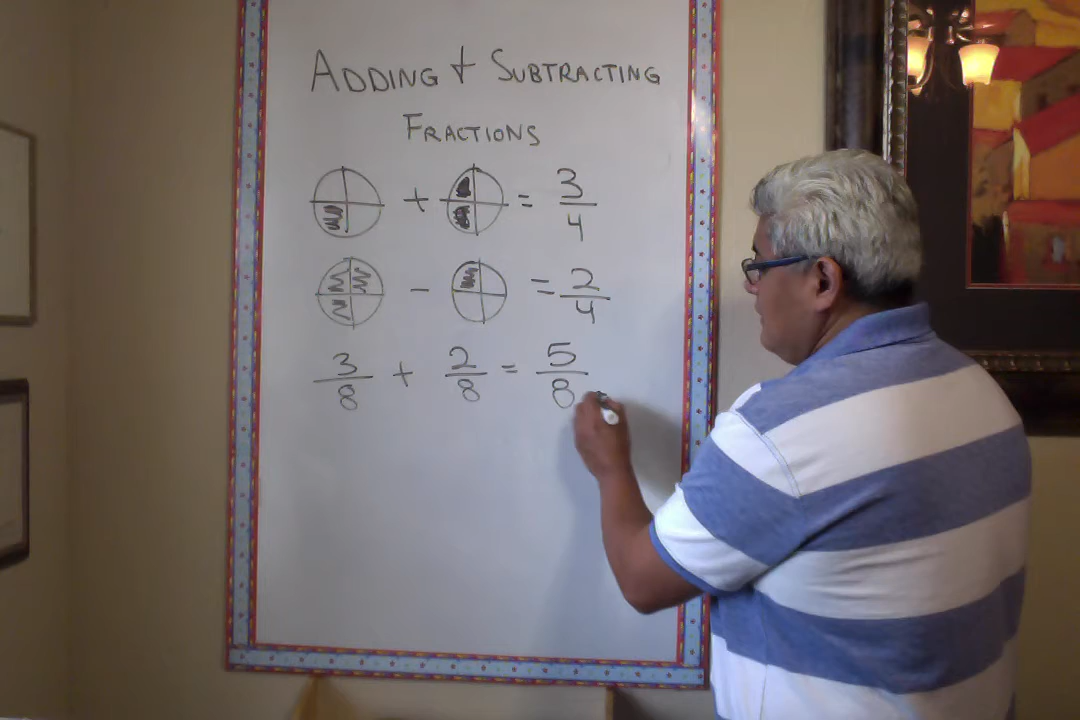 ADDING + SUBTRACTING
FRACTIONS
+ = 3/4
- = 2/4
3/8 + 2/8 = 5/8